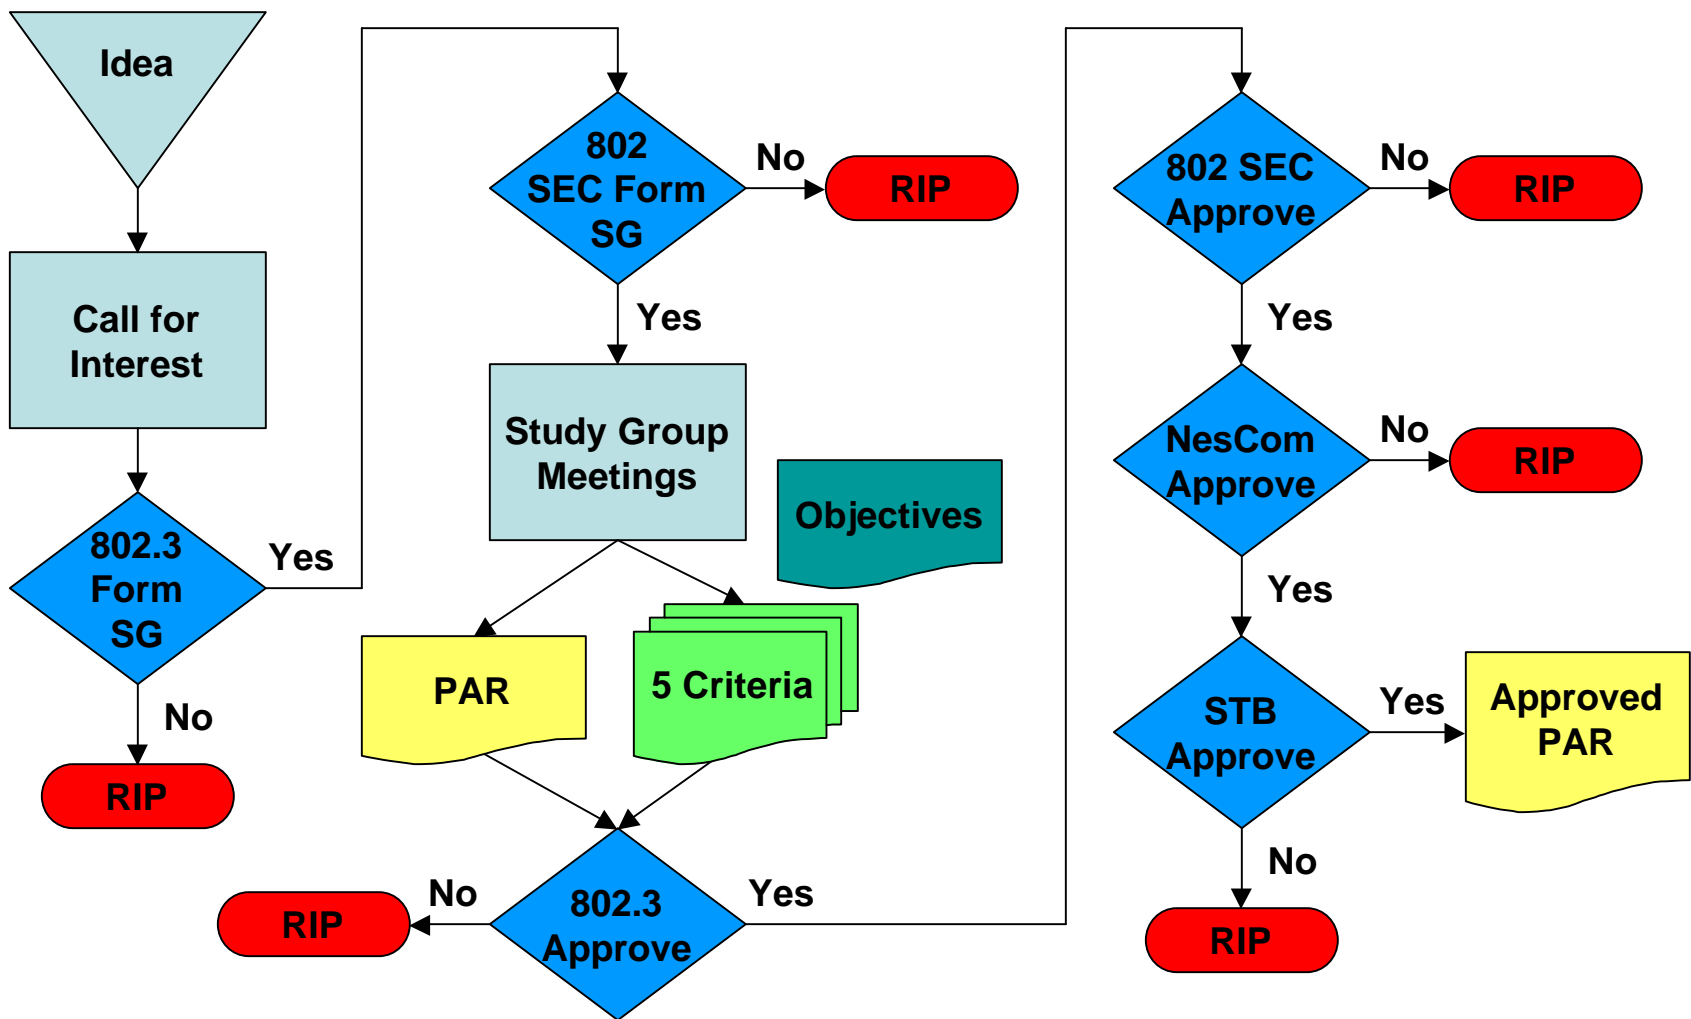 Idea
Call for
Interest
802.3
Form
SG
Yes
No
RIP
802
SEC Form
SG
No
RIP
Yes
Study Group
Meetings
Objectives
PAR
5 Criteria
802.3
Approve
No
RIP
Yes
802 SEC
Approve
No
RIP
Yes
NesCom
Approve
No
RIP
Yes
STB
Approve
Yes
Approved
PAR
No
RIP